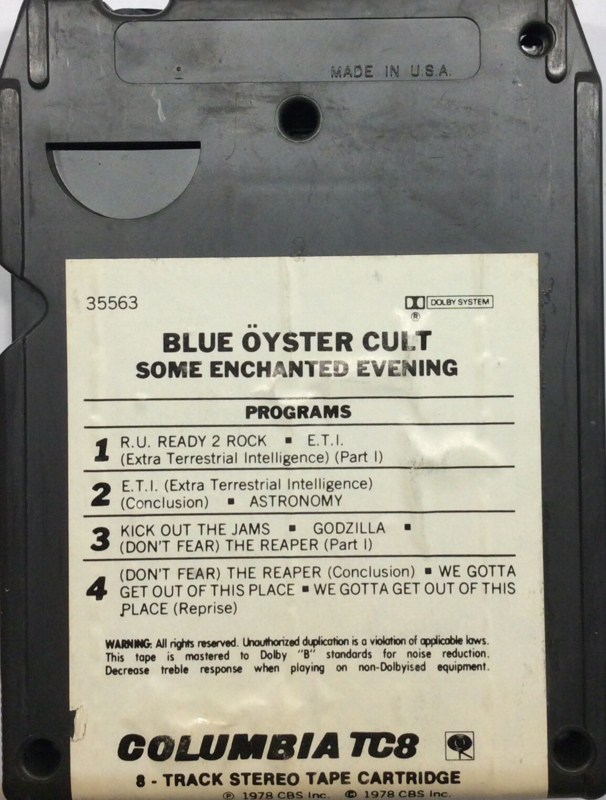 MADE IN U.S.A.
35563
DOLBY SYSTEM
®
BLUE ÖYSTER CULT
SOME ENCHANTED EVENING
PROGRAMS
1 R.U. READY 2 ROCK ▪ E.T.I.
(Extra Terrestrial Intelligence) (Part I)
2 E.T.I. (Extra Terrestrial Intelligence)
(Conclusion) ▪ ASTRONOMY
3 KICK OUT THE JAMS ▪ GODZILLA ▪
(DON'T FEAR) THE REAPER (Part I)
4 (DON'T FEAR) THE REAPER (Conclusion) ▪ WE GOTTA
GET OUT OF THIS PLACE ▪ WE GOTTA GET OUT OF THIS
PLACE (Reprise)
WARNING: All rights reserved. Unauthorized duplication is a violation of applicable laws.
This tape is mastered to Dolby "B" standards for noise reduction.
Decrease treble response when playing on non-Dolbyised equipment.
COLUMBIA TC8
8 - TRACK STEREO TAPE CARTRIDGE
℗ 1978 CBS Inc. © 1978 CBS Inc.